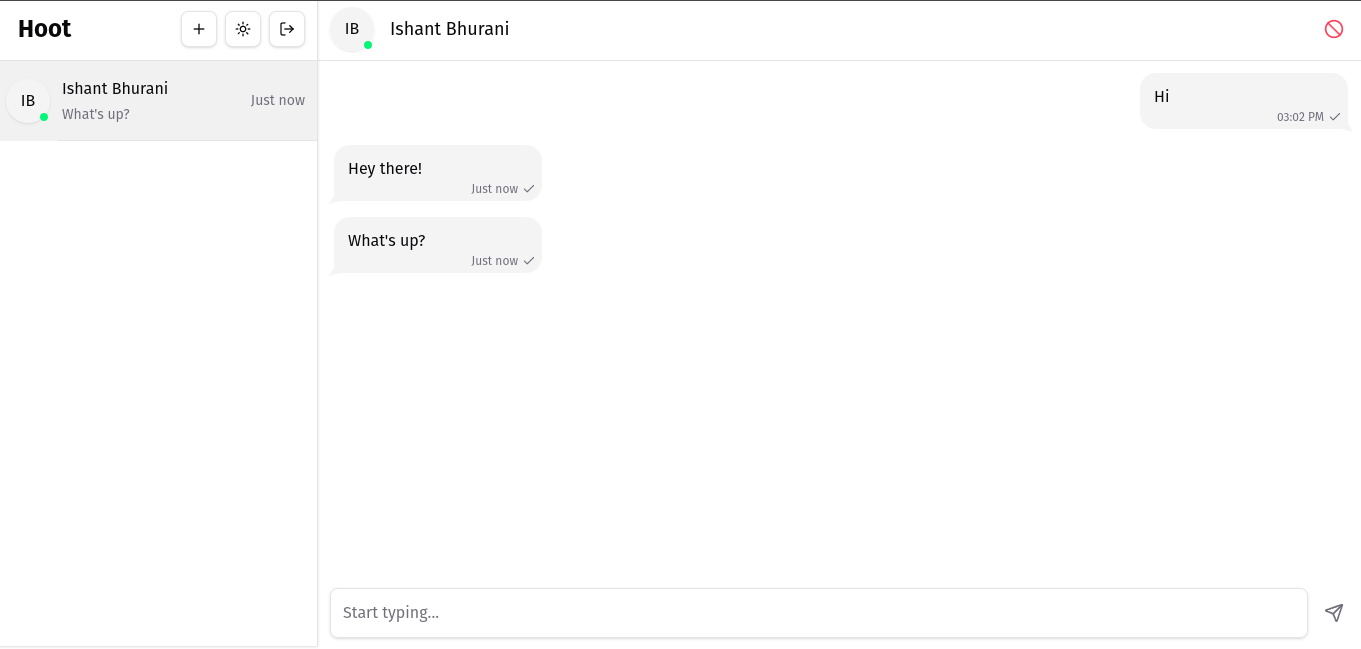 Hoot
IB
Ishant Bhurani
What's up?
Just now
IB
Ishant Bhurani
Hi
03:02 PM
Hey there!
Just now
What's up?
Just now
Start typing...